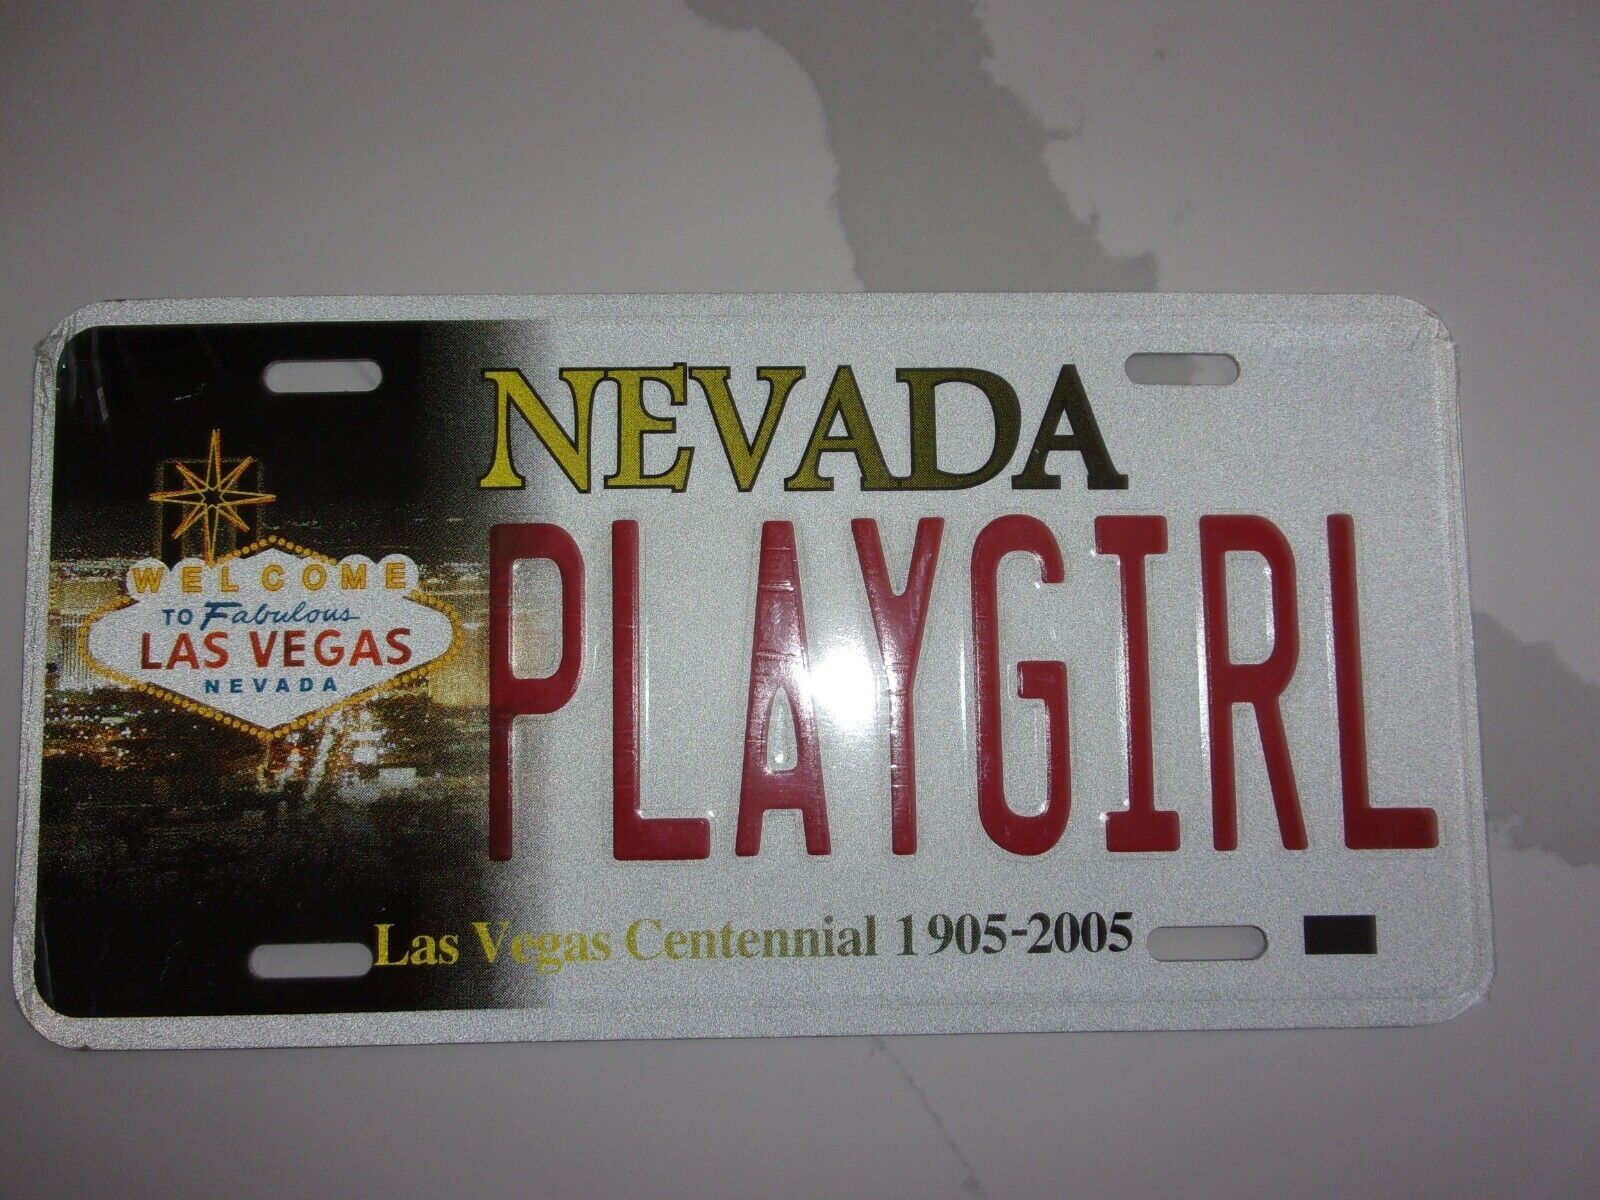 NEVADA
WELCOME
TO Fabulous
LAS VEGAS
NEVADA
PLAYGIRL
Las Vegas Centennial 1905-2005